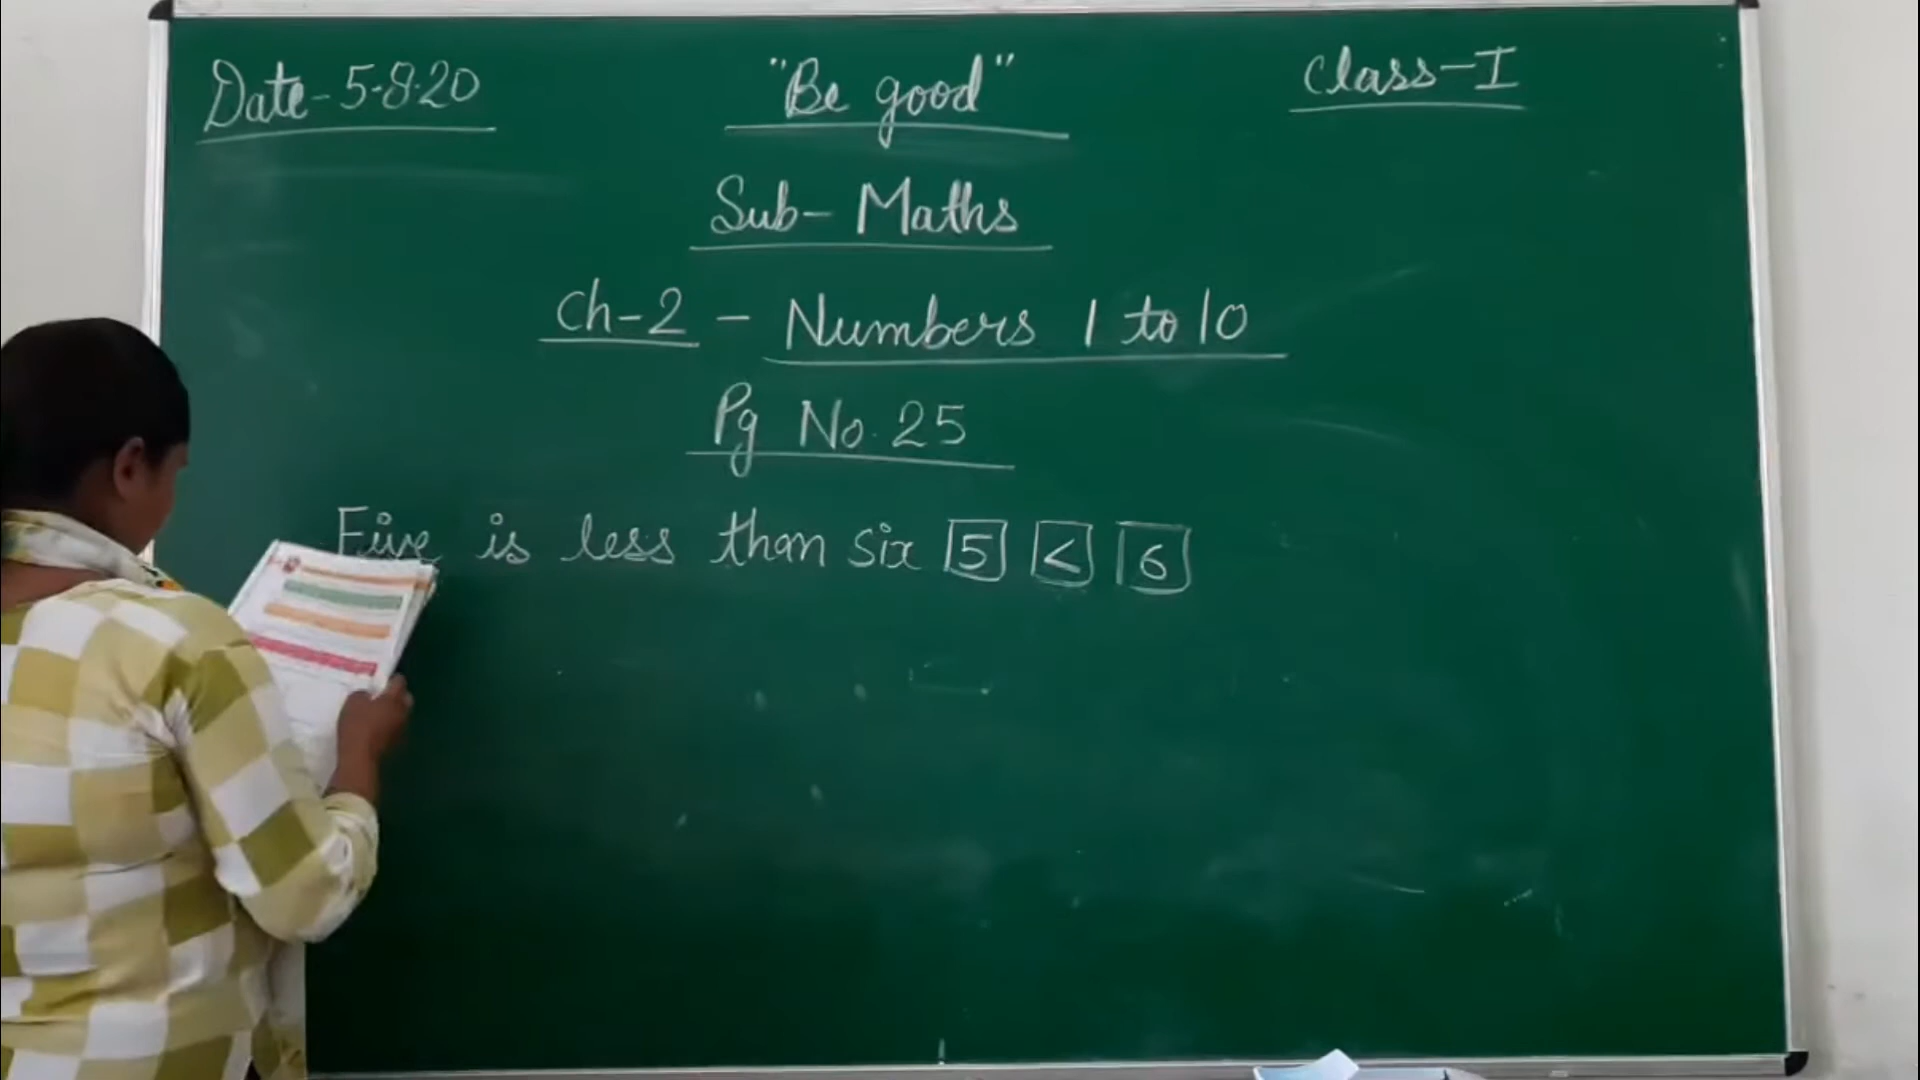 Date-5-8-20 "Be good" Class-I
Sub- Maths
Ch-2 - Numbers 1 to 10
Pg No. 25
Five is less than six 5 < 6